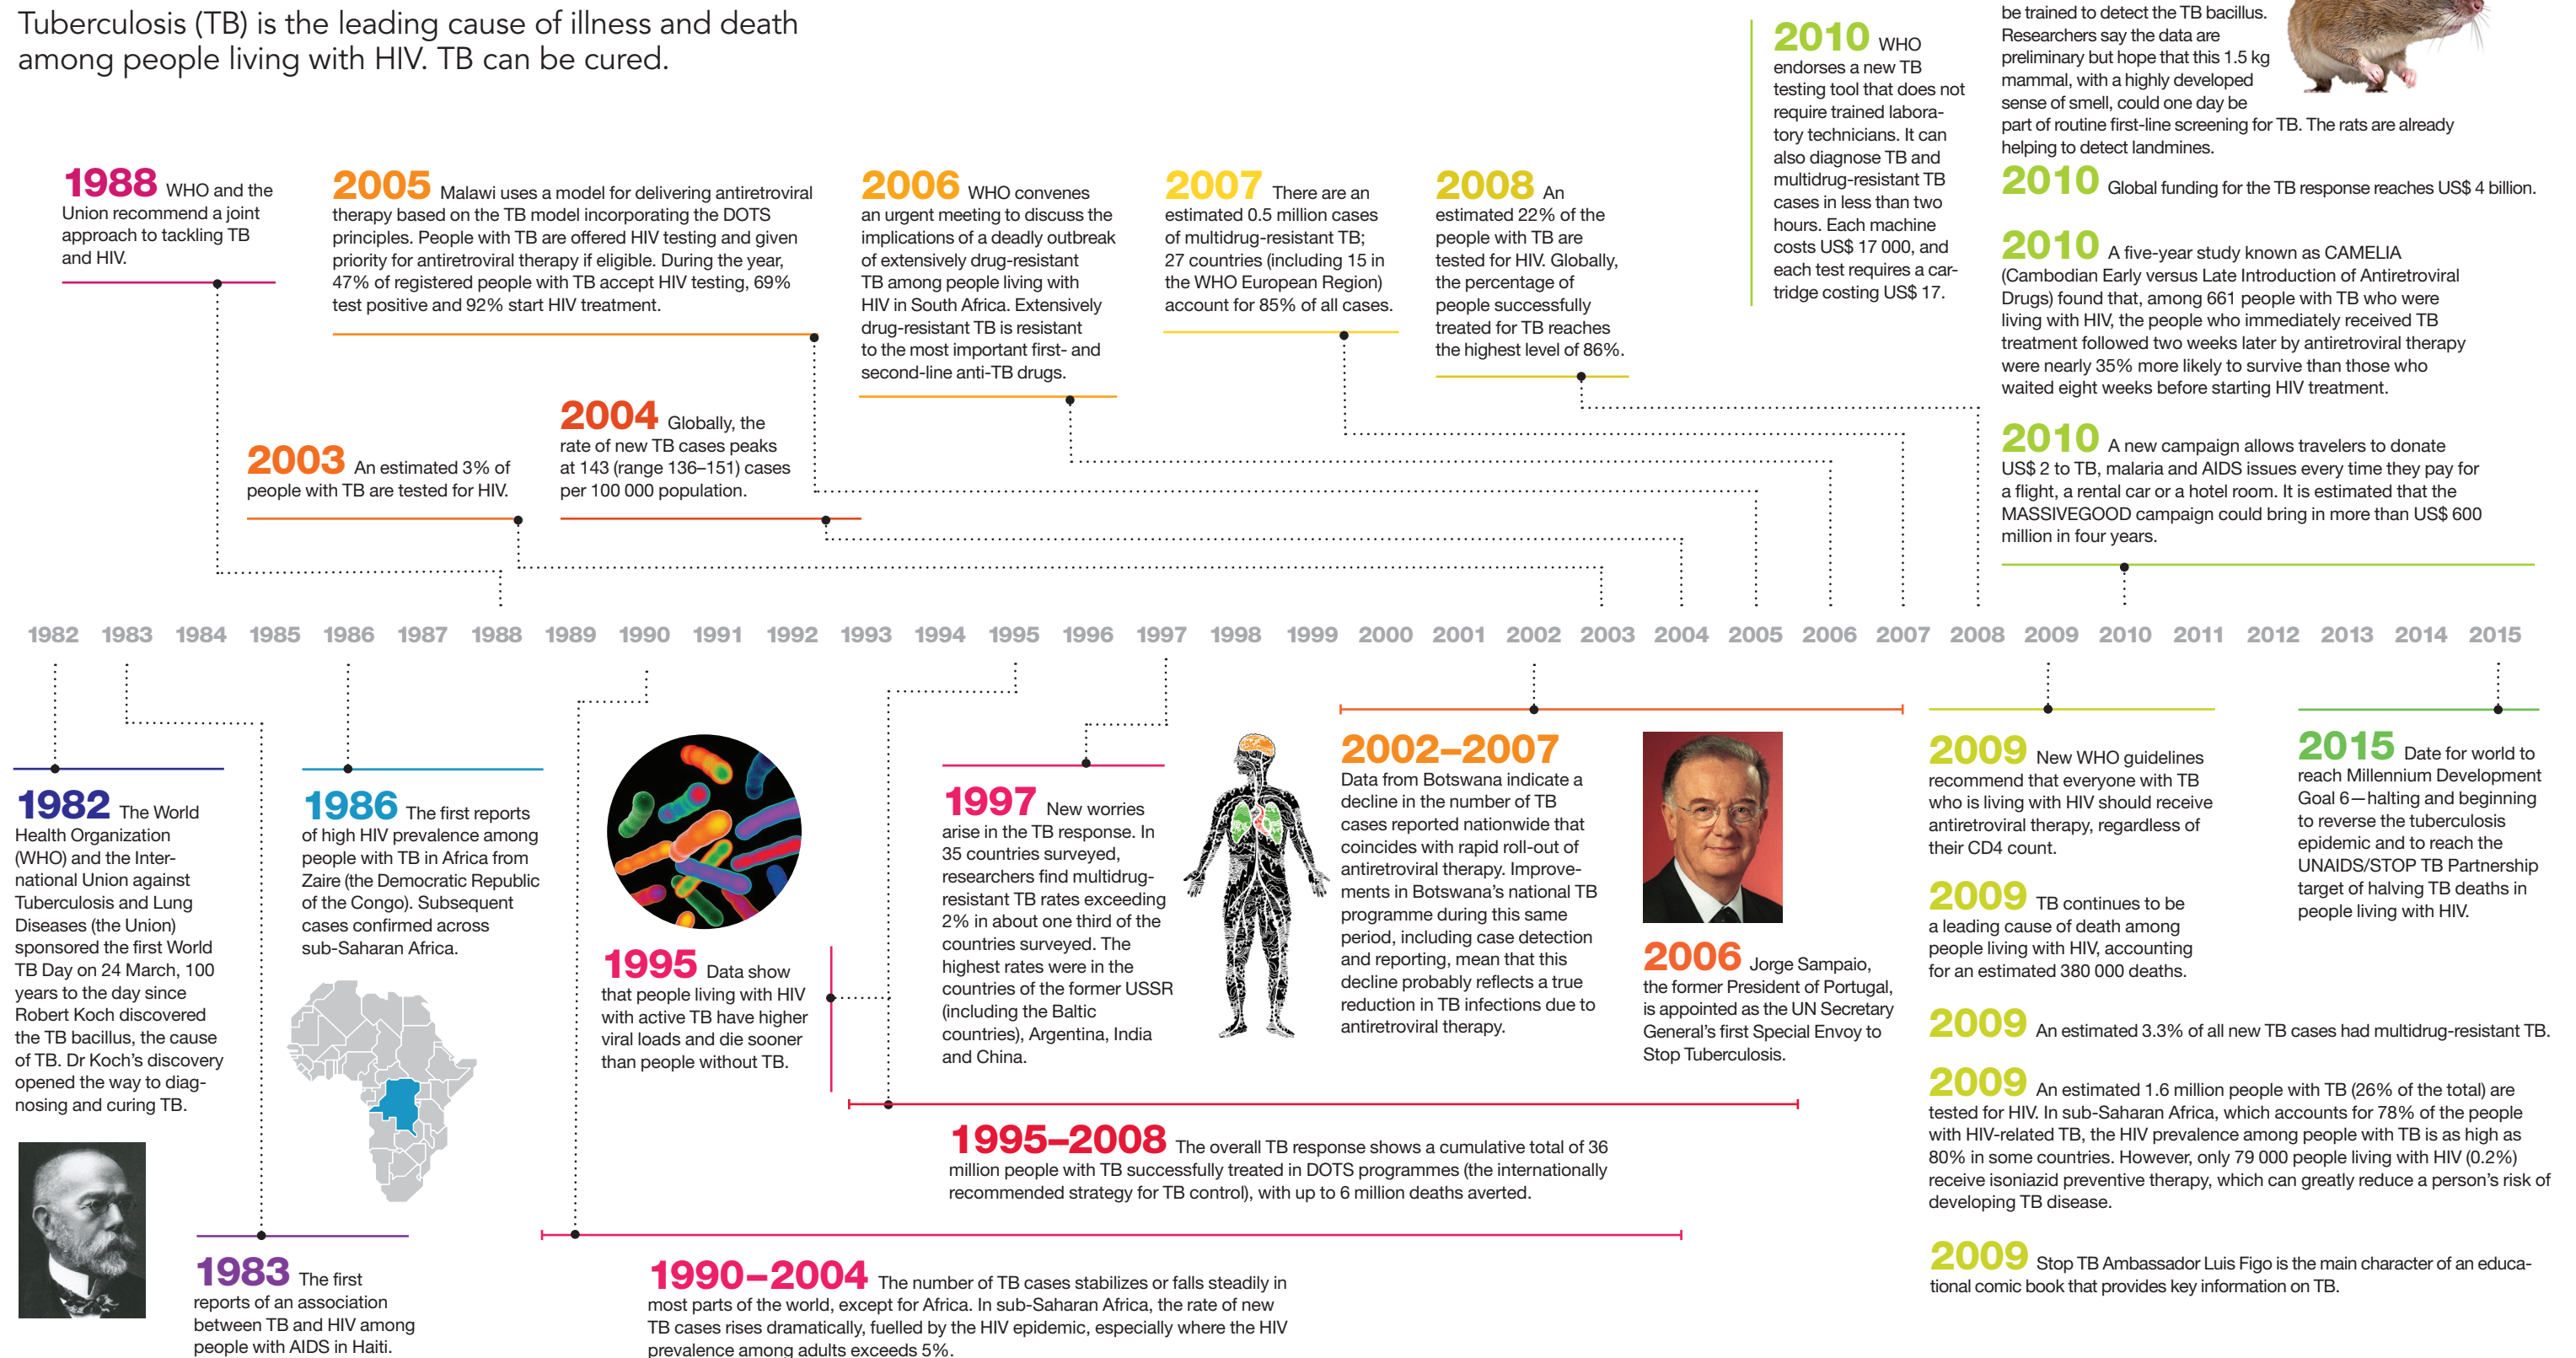 Tuberculosis (TB) is the leading cause of illness and death
among people living with HIV. TB can be cured.
1988 WHO and the
Union recommend a joint
approach to tackling TB
and HIV.
2005 Malawi uses a model for delivering antiretroviral
therapy based on the TB model incorporating the DOTS
principles. People with TB are offered HIV testing and given
priority for antiretroviral therapy if eligible. During the year,
47% of registered people with TB accept HIV testing, 69%
test positive and 92% start HIV treatment.
2006 WHO convenes
an urgent meeting to discuss the
implications of a deadly outbreak
of extensively drug-resistant
TB among people living with
HIV in South Africa. Extensively
drug-resistant TB is resistant
to the most important first- and
second-line anti-TB drugs.
2007 There are an
estimated 0.5 million cases
of multidrug-resistant TB;
27 countries (including 15 in
the WHO European Region)
account for 85% of all cases.
2008 An
estimated 22% of the
people with TB are
tested for HIV. Globally,
the percentage of
people successfully
treated for TB reaches
the highest level of 86%.
2010 WHO
endorses a new TB
testing tool that does not
require trained labora-
tory technicians. It can
also diagnose TB and
multidrug-resistant TB
cases in less than two
hours. Each machine
costs US$ 17 000, and
each test requires a car-
tridge costing US$ 17.
be trained to detect the TB bacillus.
Researchers say the data are
preliminary but hope that this 1.5 kg
mammal, with a highly developed
sense of smell, could one day be
part of routine first-line screening for TB. The rats are already
helping to detect landmines.
2010 Global funding for the TB response reaches US$ 4 billion.
2010 A five-year study known as CAMELIA
(Cambodian Early versus Late Introduction of Antiretroviral
Drugs) found that, among 661 people with TB who were
living with HIV, the people who immediately received TB
treatment followed two weeks later by antiretroviral therapy
were nearly 35% more likely to survive than those who
waited eight weeks before starting HIV treatment.
2010 A new campaign allows travelers to donate
US$ 2 to TB, malaria and AIDS issues every time they pay for
a flight, a rental car or a hotel room. It is estimated that the
MASSIVEGOOD campaign could bring in more than US$ 600
million in four years.
2003 An estimated 3% of
people with TB are tested for HIV.
2004 Globally, the
rate of new TB cases peaks
at 143 (range 136–151) cases
per 100 000 population.
1982 1983 1984 1985 1986 1987 1988 1989 1990 1991 1992 1993 1994 1995 1996 1997 1998 1999 2000 2001 2002 2003 2004 2005 2006 2007 2008 2009 2010 2011 2012 2013 2014 2015
1982 The World
Health Organization
(WHO) and the Inter-
national Union against
Tuberculosis and Lung
Diseases (the Union)
sponsored the first World
TB Day on 24 March, 100
years to the day since
Robert Koch discovered
the TB bacillus, the cause
of TB. Dr Koch's discovery
opened the way to diag-
nosing and curing TB.
1983 The first
reports of an association
between TB and HIV among
people with AIDS in Haiti.
1986 The first reports
of high HIV prevalence among
people with TB in Africa from
Zaire (the Democratic Republic
of the Congo). Subsequent
cases confirmed across
sub-Saharan Africa.
1995 Data show
that people living with HIV
with active TB have higher
viral loads and die sooner
than people without TB.
1997 New worries
arise in the TB response. In
35 countries surveyed,
researchers find multidrug-
resistant TB rates exceeding
2% in about one third of the
countries surveyed. The
highest rates were in the
countries of the former USSR
(including the Baltic
countries), Argentina, India
and China.
1995–2008 The overall TB response shows a cumulative total of 36
million people with TB successfully treated in DOTS programmes (the internationally
recommended strategy for TB control), with up to 6 million deaths averted.
1990–2004 The number of TB cases stabilizes or falls steadily in
most parts of the world, except for Africa. In sub-Saharan Africa, the rate of new
TB cases rises dramatically, fuelled by the HIV epidemic, especially where the HIV
prevalence among adults exceeds 5%.
2002–2007
Data from Botswana indicate a
decline in the number of TB
cases reported nationwide that
coincides with rapid roll-out of
antiretroviral therapy. Improve-
ments in Botswana's national TB
programme during this same
period, including case detection
and reporting, mean that this
decline probably reflects a true
reduction in TB infections due to
antiretroviral therapy.
2006 Jorge Sampaio,
the former President of Portugal,
is appointed as the UN Secretary
General's first Special Envoy to
Stop Tuberculosis.
2009 New WHO guidelines
recommend that everyone with TB
who is living with HIV should receive
antiretroviral therapy, regardless of
their CD4 count.
2009 TB continues to be
a leading cause of death among
people living with HIV, accounting
for an estimated 380 000 deaths.
2009 An estimated 3.3% of all new TB cases had multidrug-resistant TB.
2009 An estimated 1.6 million people with TB (26% of the total) are
tested for HIV. In sub-Saharan Africa, which accounts for 78% of the people
with HIV-related TB, the HIV prevalence among people with TB is as high as
80% in some countries. However, only 79 000 people living with HIV (0.2%)
receive isoniazid preventive therapy, which can greatly reduce a person's risk of
developing TB disease.
2009 Stop TB Ambassador Luis Figo is the main character of an educa-
tional comic book that provides key information on TB.
2015 Date for world to
reach Millennium Development
Goal 6—halting and beginning
to reverse the tuberculosis
epidemic and to reach the
UNAIDS/STOP TB Partnership
target of halving TB deaths in
people living with HIV.